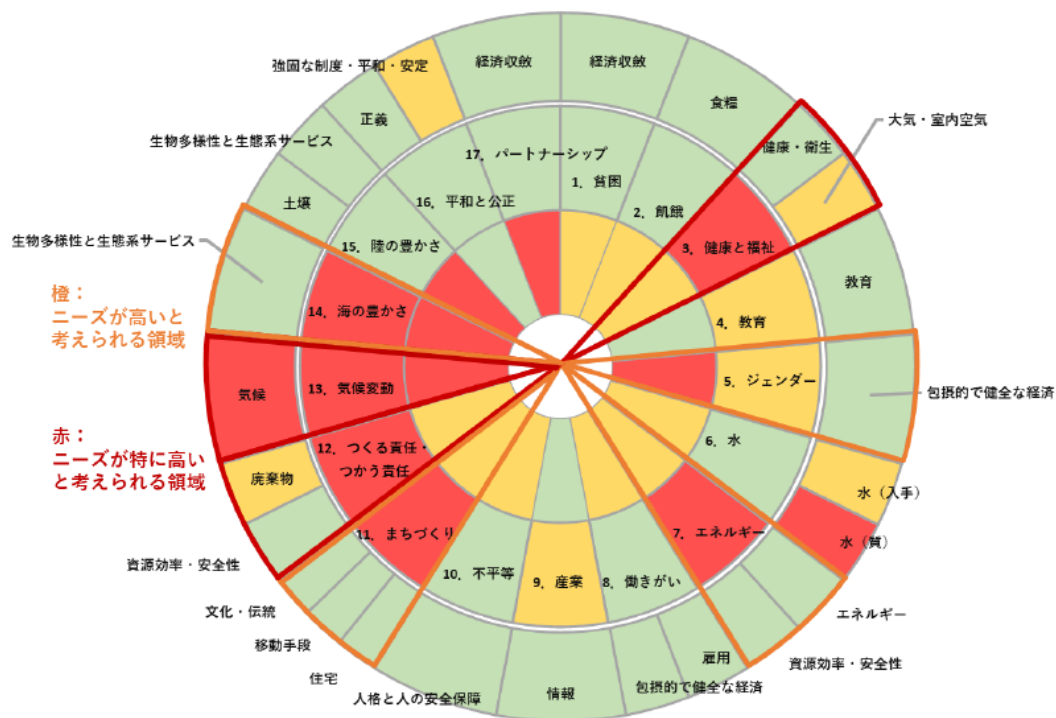 強固な制度・平和・安定
経済収斂
経済収斂
食糧
正義
生物多様性と生態系サービス
土壌
生物多様性と生態系サービス
健康・衛生
大気・室内空気
教育
包摂的で健全な経済
水（入手）
水（質）
エネルギー
資源効率・安全性
雇用
包摂的で健全な経済
情報
人格と人の安全保障
住宅
移動手段
文化・伝統
資源効率・安全性
廃棄物
気候
1．貧困
2．飢餓
3．健康と福祉
4．教育
5．ジェンダー
6．水
7．エネルギー
8．働きがい
9．産業
10．不平等
11．まちづくり
12．つくる責任・
つかう責任
13．気候変動
14．海の豊かさ
15．陸の豊かさ
16．平和と公正
17．パートナーシップ
橙：
ニーズが高いと
考えられる領域
赤：
ニーズが特に高い
と考えられる領域